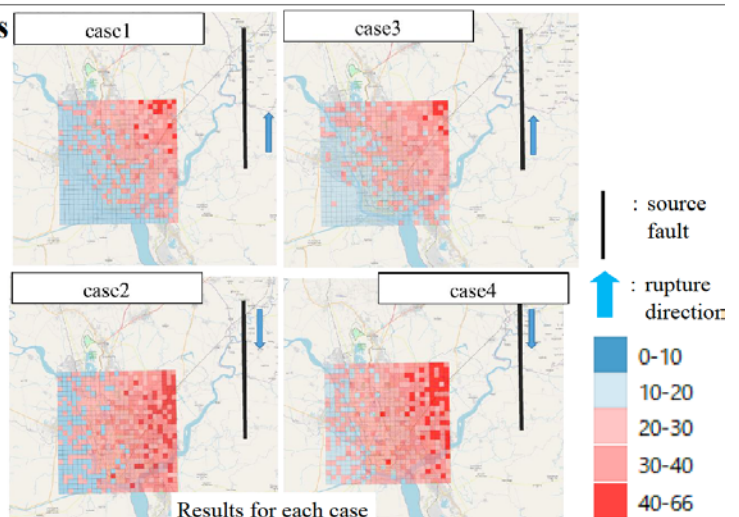 s
case1
case3
: source
fault
case2
case4
: rupture
direction
0-10
10-20
20-30
30-40
40-66
Results for each case